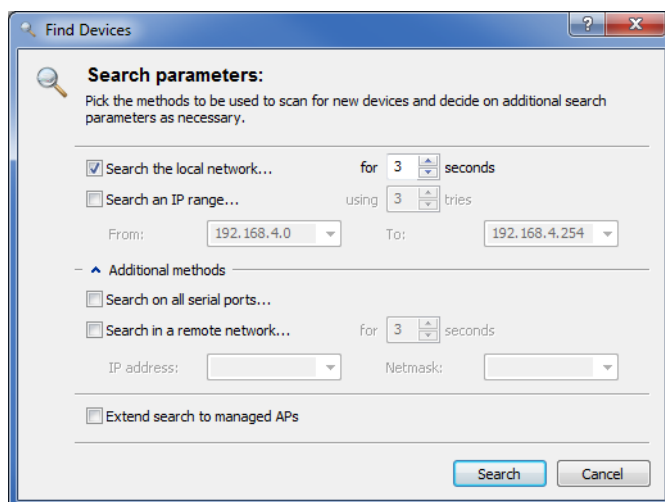 Find Devices
Search parameters:
Pick the methods to be used to scan for new devices and decide on additional search
parameters as necessary.
Search the local network... for 3 seconds
Search an IP range... using 3 tries
From: 192.168.4.0 To: 192.168.4.254
Additional methods
Search on all serial ports...
Search in a remote network... for 3 seconds
IP address: Netmask:
Extend search to managed APs
Search Cancel